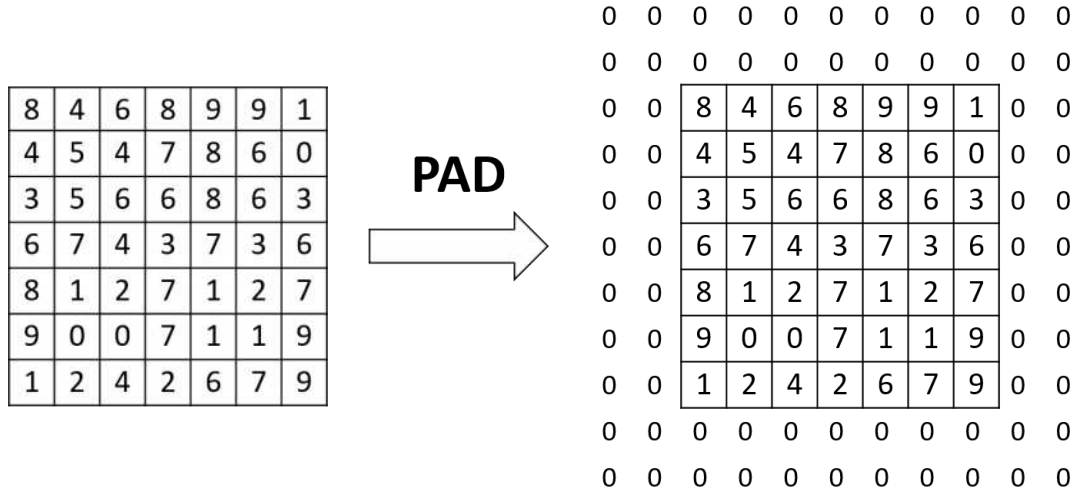 0 0 0 0 0 0 0 0 0 0 0
0 0 0 0 0 0 0 0 0 0 0
8 4 6 8 9 9 1
4 5 4 7 8 6 0
3 5 6 6 8 6 3
6 7 4 3 7 3 6
8 1 2 7 1 2 7
9 0 0 7 1 1 9
1 2 4 2 6 7 9
PAD
0 0 8 4 6 8 9 9 1 0 0
0 0 4 5 4 7 8 6 0 0 0
0 0 3 5 6 6 8 6 3 0 0
0 0 6 7 4 3 7 3 6 0 0
0 0 8 1 2 7 1 2 7 0 0
0 0 9 0 0 7 1 1 9 0 0
0 0 1 2 4 2 6 7 9 0 0
0 0 0 0 0 0 0 0 0 0 0
0 0 0 0 0 0 0 0 0 0 0